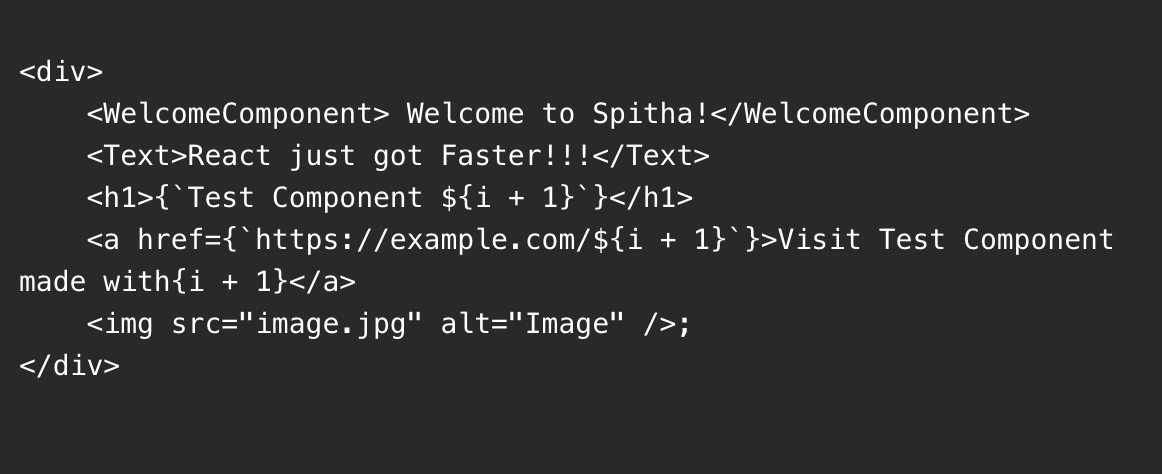 <div>
    <WelcomeComponent> Welcome to Spitha!</WelcomeComponent>
    <Text>React just got Faster!!!</Text>
    <h1>{`Test Component ${i + 1}`}</h1>
    <a href={`https://example.com/${i + 1}`}>Visit Test Component
made with{i + 1}</a>
    <img src="image.jpg" alt="Image" />;
</div>